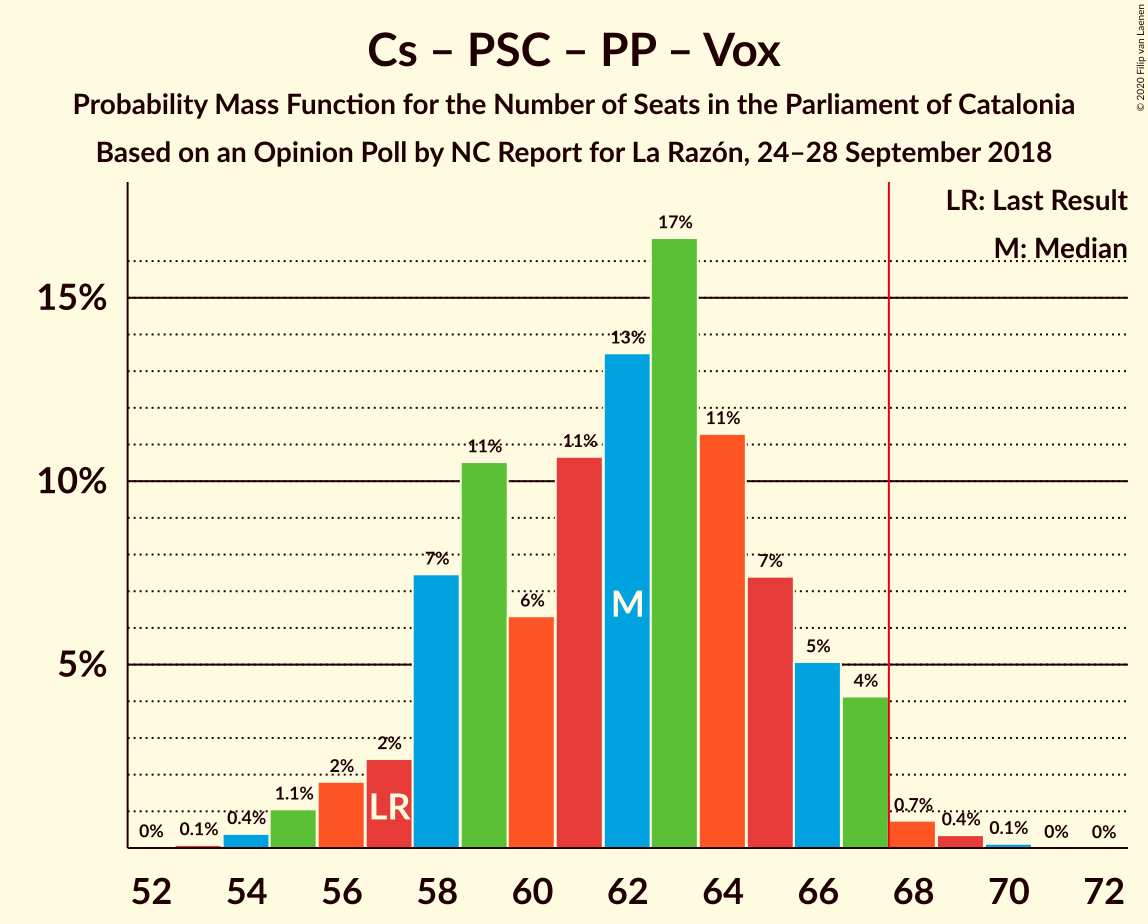 Cs – PSC – PP – Vox
Probability Mass Function for the Number of Seats in the Parliament of Catalonia
Based on an Opinion Poll by NC Report for La Razón, 24–28 September 2018
© 2020 Filip van Laenen
LR: Last Result
M: Median
15%
10%
5%
0%
0.1%
0.4%
1.1%
2%
2%
7%
11%
6%
11%
13%
17%
11%
7%
5%
4%
0.7%
0.4%
0.1%
0%
0%
LR
M
52 54 56 58 60 62 64 66 68 70 72